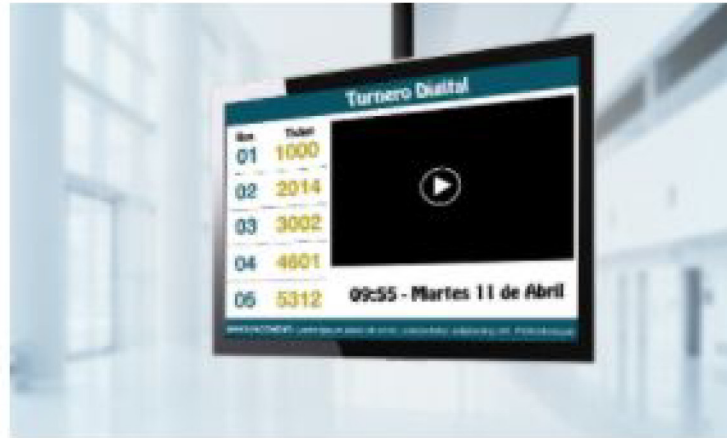 Turnero Digital
Box Ticket
01 1000
02 2014
03 3002
04 4601
05 5312
09:55 - Martes 11 de Abril